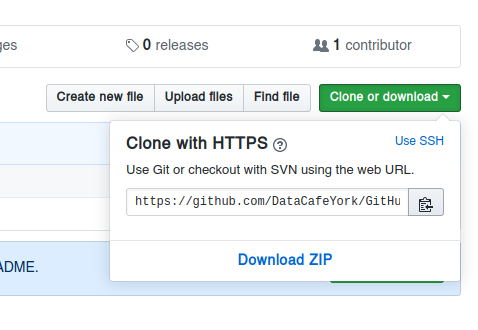 ges
0 releases
1 contributor
Create new file
Upload files
Find file
Clone or download
Clone with HTTPS ?
Use SSH
Use Git or checkout with SVN using the web URL.
https://github.com/DataCafeYork/GitHu
ADME.
Download ZIP